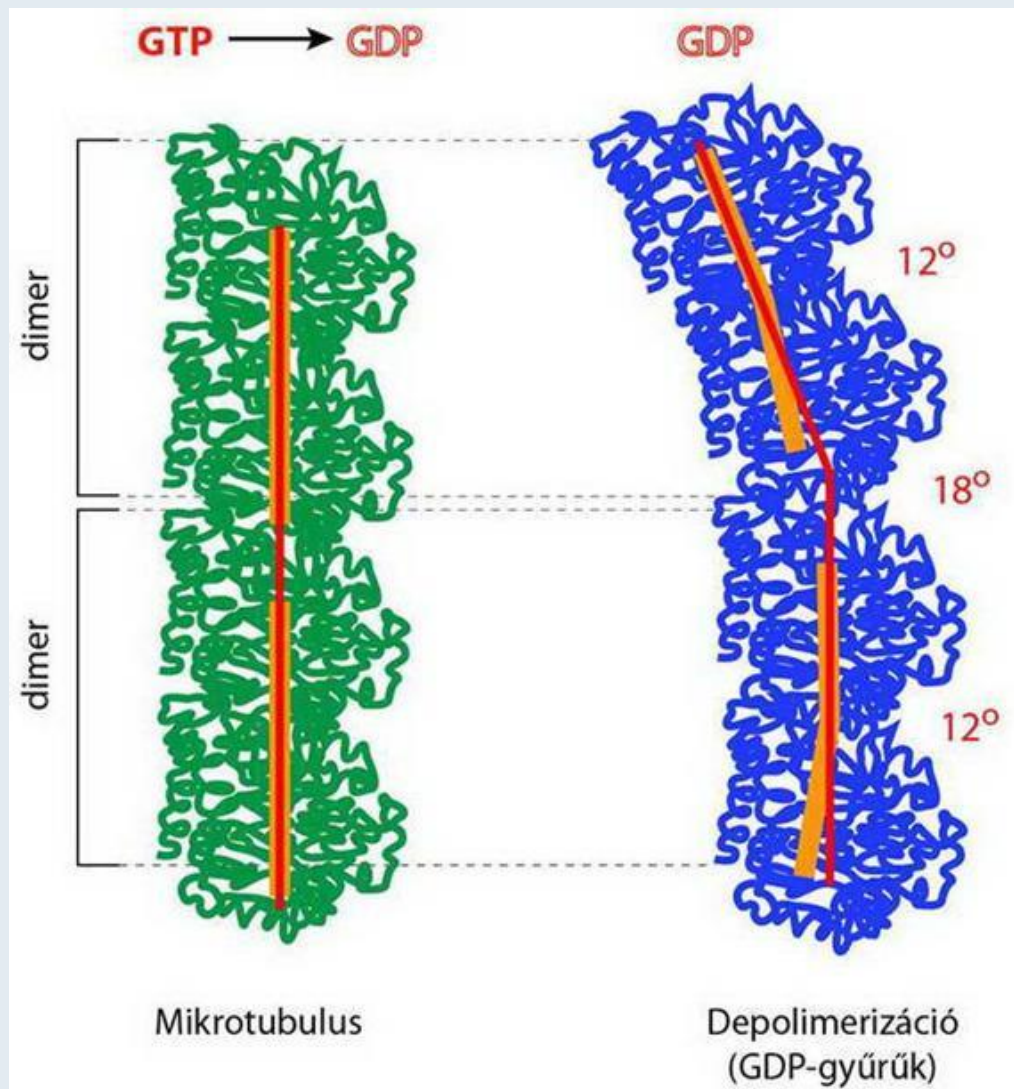 GTP → GDP
GDP
dimer
dimer
12°
18°
12°
Mikrotubulus
Depolimerizáció
(GDP-gyűrűk)